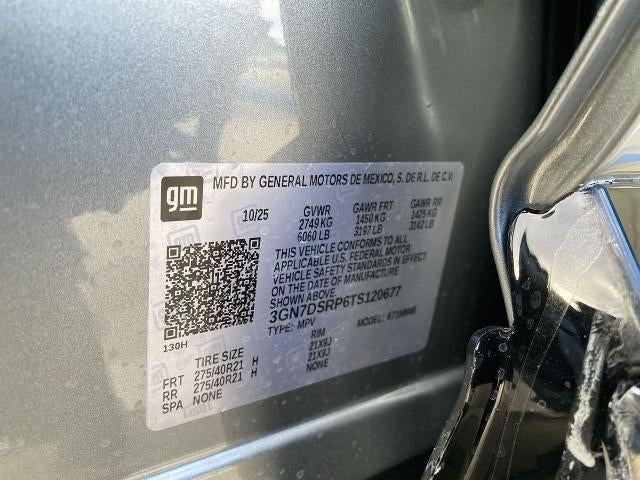 gm
MFD BY GENERAL MOTORS DE MEXICO, S. DE R.L. DE C.V.
10/25 GVWR GAWR FRT GAWR RR
2749 KG 1450 KG 1425 KG
6060 LB 3197 LB 3142 LB
THIS VEHICLE CONFORMS TO ALL
APPLICABLE U.S. FEDERAL MOTOR
VEHICLE SAFETY STANDARDS IN EFFECT
ON THE DATE OF MANUFACTURE
SHOWN ABOVE.
3GN7DSRP6TS120677
TYPE: MPV MODEL:
130H
TIRE SIZE RIM
FRT 275/40R21 H 21X9J
RR 275/40R21 H 21X9J
SPA NONE NONE